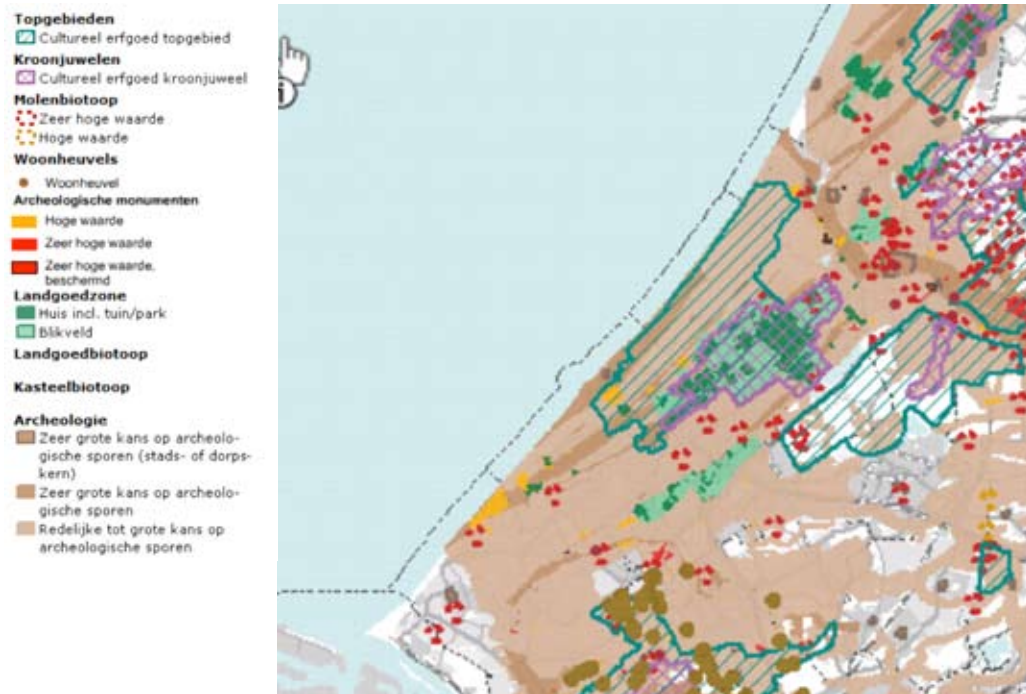 Topgebieden
Cultureel erfgoed topgebied
Kroonjuwelen
Cultureel erfgoed kroonjuweel
Molenbiotoop
Zeer hoge waarde
Hoge waarde
Woonheuvels
Woonheuvel
Archeologische monumenten
Hoge waarde
Zeer hoge waarde
Zeer hoge waarde,
beschermd
Landgoedzone
Huis incl. tuin/park
Blikveld
Landgoedbiotoop
Kasteelbiotoop
Archeologie
Zeer grote kans op archeolo-
gische sporen (stads- of dorps-
kern)
Zeer grote kans op archeolo-
gische sporen
Redelijke tot grote kans op
archeologische sporen